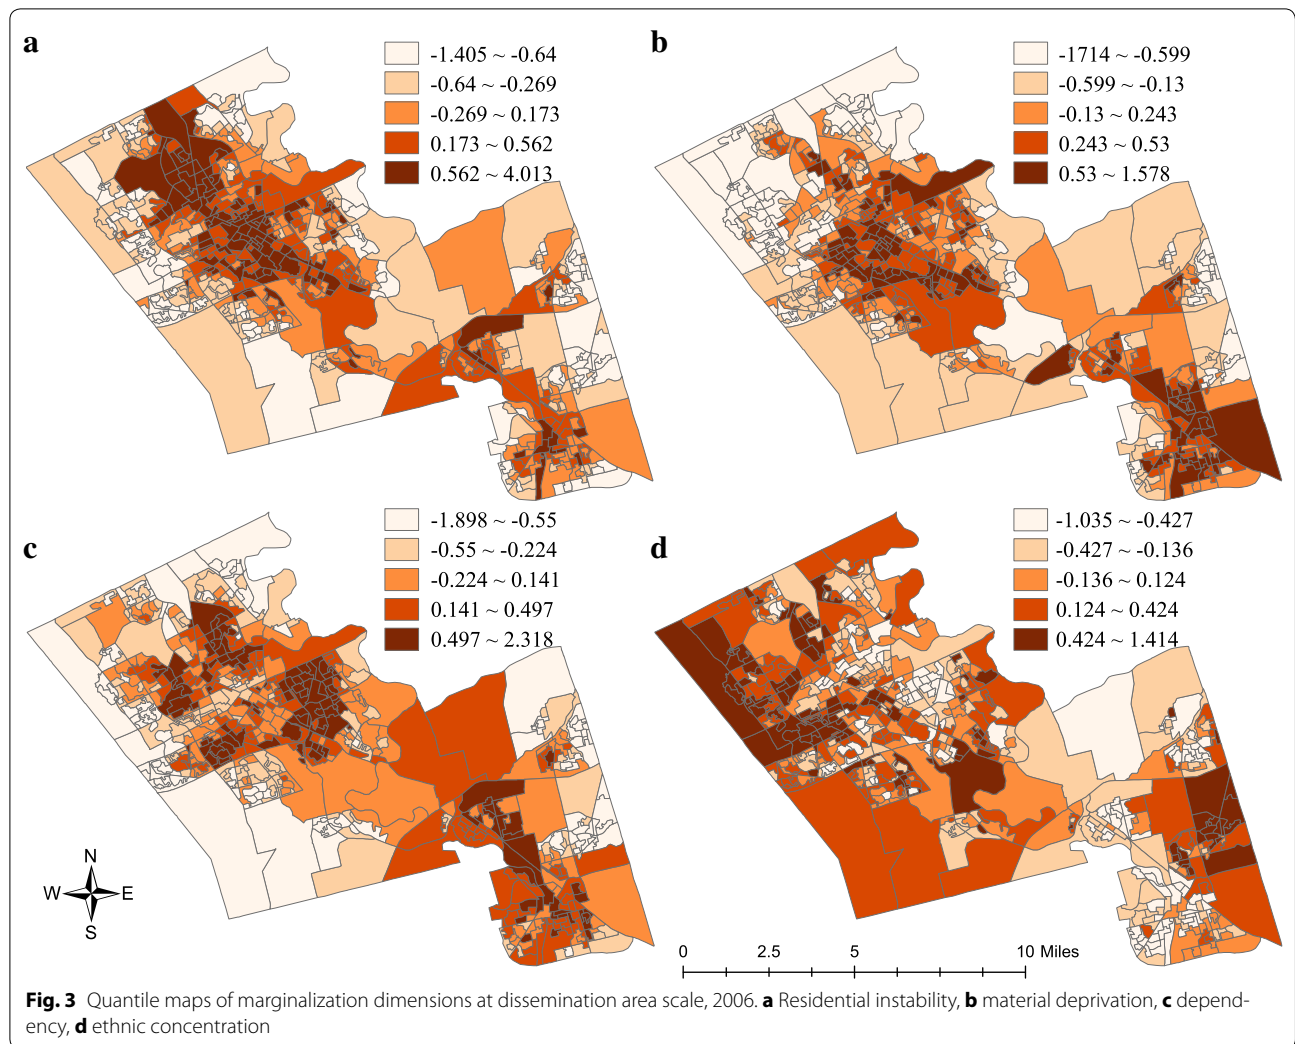 a
-1.405 ~ -0.64
-0.64 ~ -0.269
-0.269 ~ 0.173
0.173 ~ 0.562
0.562 ~ 4.013
b
-1714 ~ -0.599
-0.599 ~ -0.13
-0.13 ~ 0.243
0.243 ~ 0.53
0.53 ~ 1.578
c
-1.898 ~ -0.55
-0.55 ~ -0.224
-0.224 ~ 0.141
0.141 ~ 0.497
0.497 ~ 2.318
d
-1.035 ~ -0.427
-0.427 ~ -0.136
-0.136 ~ 0.124
0.124 ~ 0.424
0.424 ~ 1.414
N
W E
S
0 2.5 5 10 Miles
Fig. 3 Quantile maps of marginalization dimensions at dissemination area scale, 2006. a Residential instability, b material deprivation, c depend-
ency, d ethnic concentration